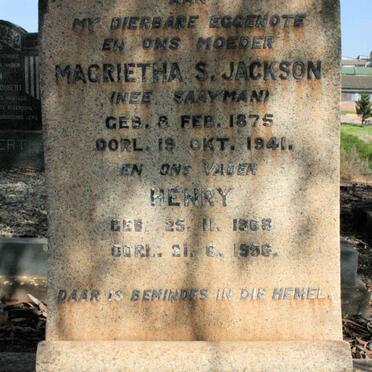 AAN
MY DIERBARE EGGENOTE
EN ONS MOEDER
MAGRIETHA S. JACKSON
(NEE SAAYMAN)
GEB. 8 FEB. 1875
OORL. 19 OKT. 1941.
EN ONS VADER
HENRY
GEB. 25. 11. 1868
OORL. 21. 6. 1956.
DAAR IS BEMINDES IN DIE HEMEL.